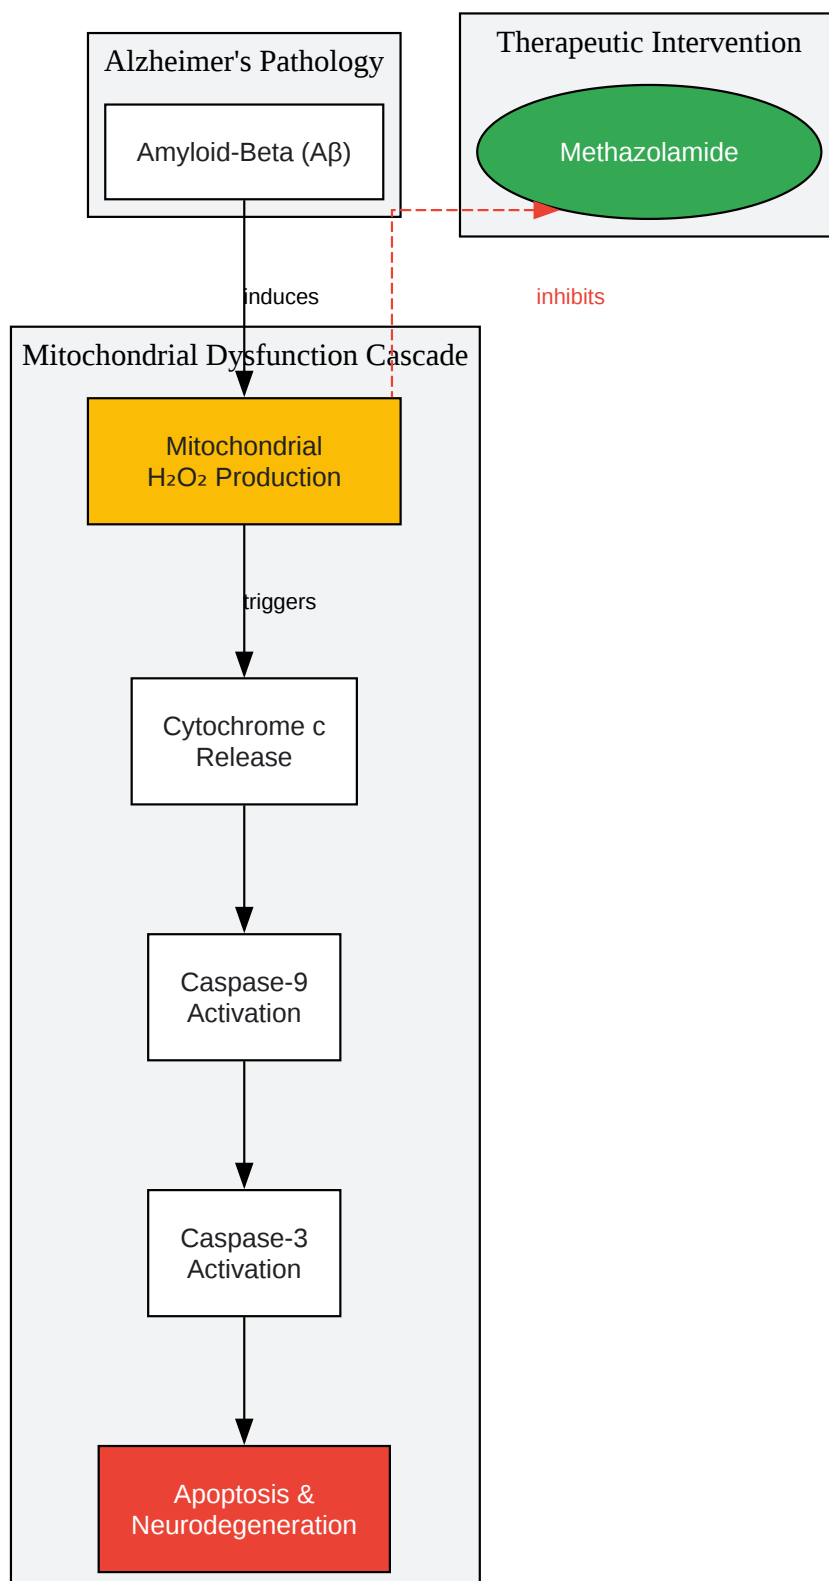 Alzheimer's Pathology
Amyloid-Beta (Aβ)
Therapeutic Intervention
Methazolamide
induces
inhibits
Mitochondrial Dysfunction Cascade
Mitochondrial
H₂O₂ Production
triggers
Cytochrome c
Release
Caspase-9
Activation
Caspase-3
Activation
Apoptosis &
Neurodegeneration